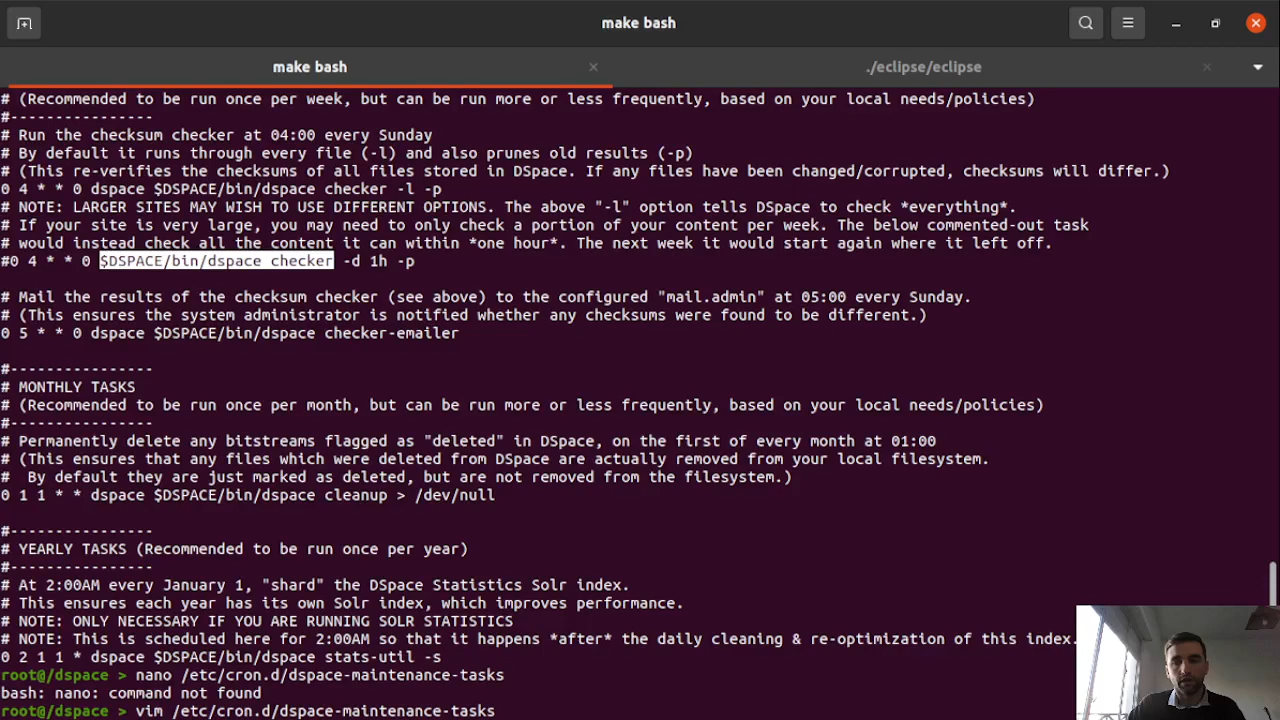 make bash
make bash
./eclipse/eclipse
# (Recommended to be run once per week, but can be run more or less frequently, based on your local needs/policies)
#----------------
# Run the checksum checker at 04:00 every Sunday
# By default it runs through every file (-l) and also prunes old results (-p)
# (This re-verifies the checksums of all files stored in DSpace. If any files have been changed/corrupted, checksums will differ.)
0 4 * * 0 dspace $DSPACE/bin/dspace checker -l -p
# NOTE: LARGER SITES MAY WISH TO USE DIFFERENT OPTIONS. The above "-l" option tells DSpace to check *everything*.
# If your site is very large, you may need to only check a portion of your content per week. The below commented-out task
# would instead check all the content it can within *one hour*. The next week it would start again where it left off.
#0 4 * * 0 $DSPACE/bin/dspace checker -d 1h -p
# Mail the results of the checksum checker (see above) to the configured "mail.admin" at 05:00 every Sunday.
# (This ensures the system administrator is notified whether any checksums were found to be different.)
0 5 * * 0 dspace $DSPACE/bin/dspace checker-emailer
#----------------
# MONTHLY TASKS
# (Recommended to be run once per month, but can be run more or less frequently, based on your local needs/policies)
#----------------
# Permanently delete any bitstreams flagged as "deleted" in DSpace, on the first of every month at 01:00
# (This ensures that any files which were deleted from DSpace are actually removed from your local filesystem.
#  By default they are just marked as deleted, but are not removed from the filesystem.)
0 1 1 * * dspace $DSPACE/bin/dspace cleanup > /dev/null
#----------------
# YEARLY TASKS (Recommended to be run once per year)
#----------------
# At 2:00AM every January 1, "shard" the DSpace Statistics Solr index.
# This ensures each year has its own Solr index, which improves performance.
# NOTE: ONLY NECESSARY IF YOU ARE RUNNING SOLR STATISTICS
# NOTE: This is scheduled here for 2:00AM so that it happens *after* the daily cleaning & re-optimization of this index.
0 2 1 1 * dspace $DSPACE/bin/dspace stats-util -s
root@/dspace > nano /etc/cron.d/dspace-maintenance-tasks
bash: nano: command not found
root@/dspace > vim /etc/cron.d/dspace-maintenance-tasks